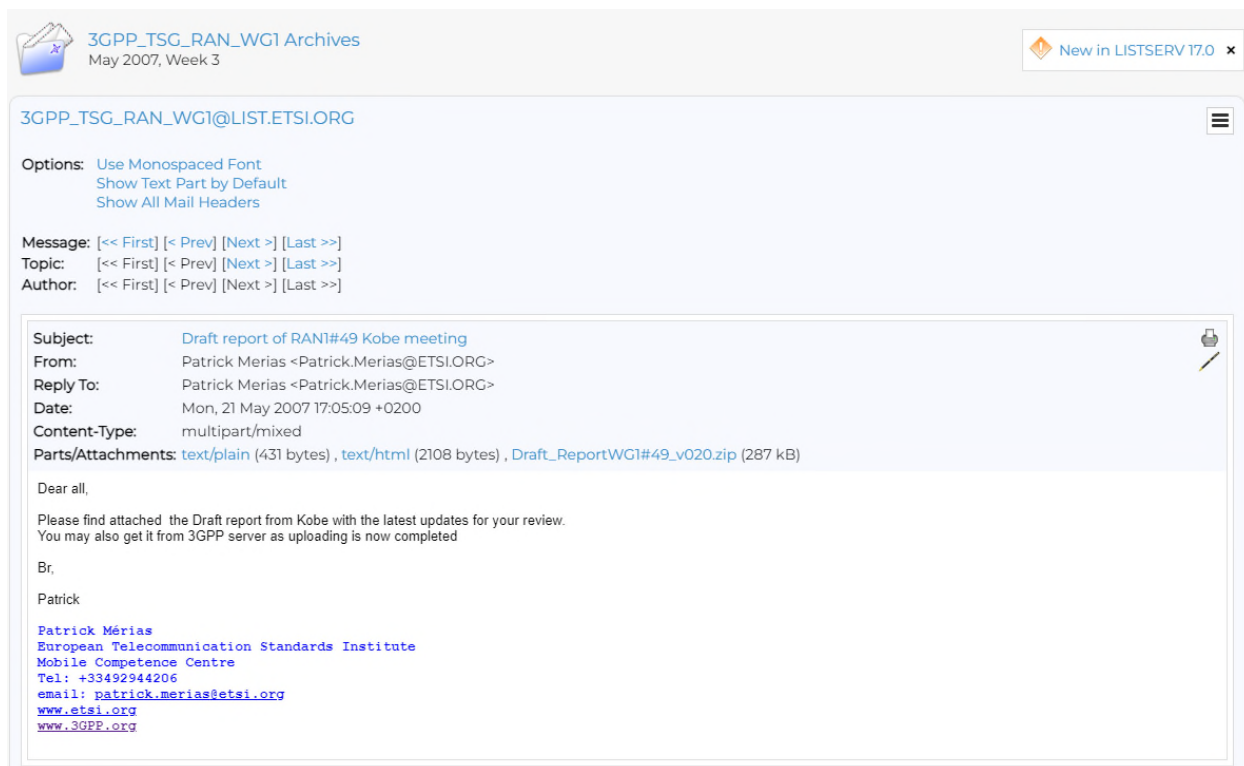 3GPP_TSG_RAN_WG1 Archives
May 2007, Week 3
New in LISTSERV 17.0 ×
3GPP_TSG_RAN_WG1@LIST.ETSI.ORG
Options: Use Monospaced Font
Show Text Part by Default
Show All Mail Headers
Message: [<< First] [< Prev] [Next >] [Last >>]
Topic: [<< First] [< Prev] [Next >] [Last >>]
Author: [<< First] [< Prev] [Next >] [Last >>]
Subject: Draft report of RAN1#49 Kobe meeting
From: Patrick Merias <Patrick.Merias@ETSI.ORG>
Reply To: Patrick Merias <Patrick.Merias@ETSI.ORG>
Date: Mon, 21 May 2007 17:05:09 +0200
Content-Type: multipart/mixed
Parts/Attachments: text/plain (431 bytes) , text/html (2108 bytes) , Draft_ReportWG1#49_v020.zip (287 kB)
Dear all,
Please find attached the Draft report from Kobe with the latest updates for your review.
You may also get it from 3GPP server as uploading is now completed
Br,
Patrick
Patrick Mérias
European Telecommunication Standards Institute
Mobile Competence Centre
Tel: +33492944206
email: patrick.merias@etsi.org
www.etsi.org
www.3GPP.org